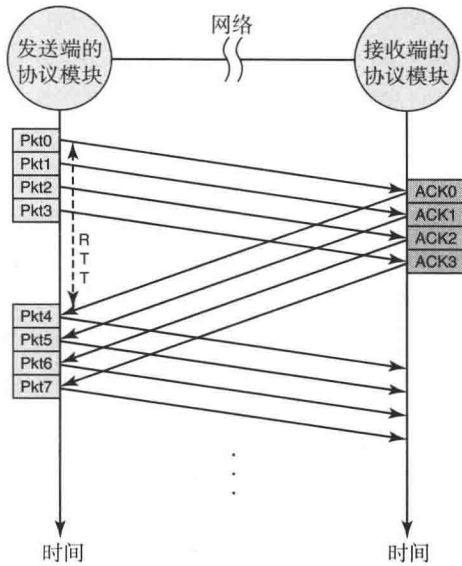 网络
发送端的
协议模块
接收端的
协议模块
Pkt0
Pkt1
Pkt2
Pkt3
RTT
ACK0
ACK1
ACK2
ACK3
Pkt4
Pkt5
Pkt6
Pkt7
时间
时间